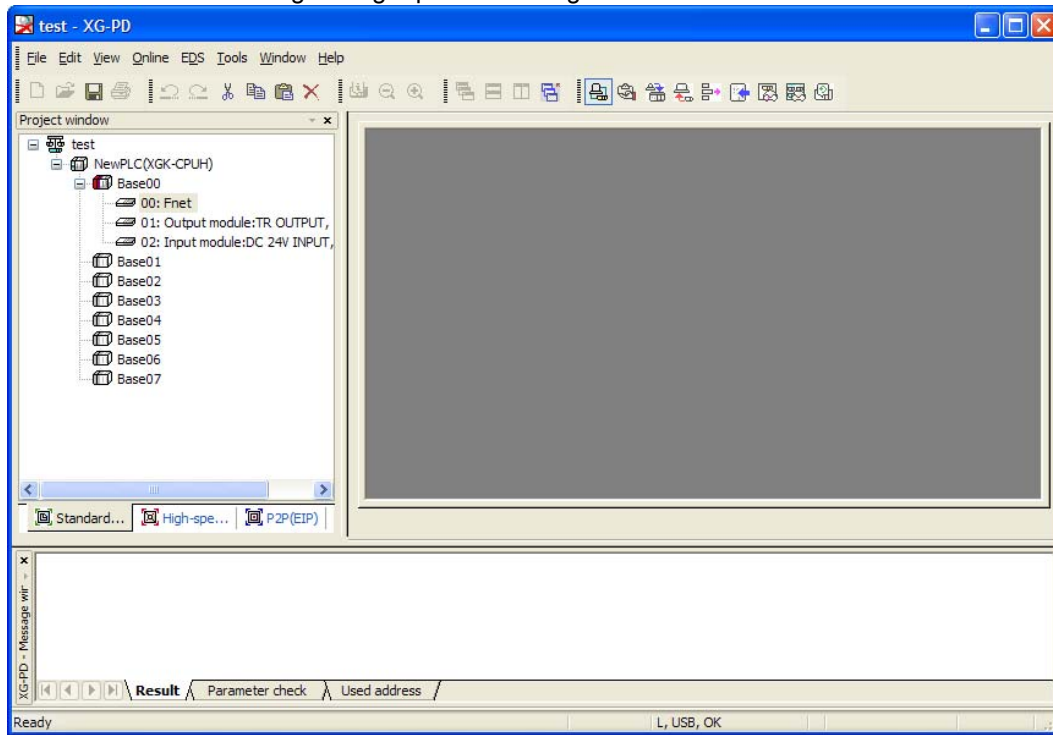 test - XG-PD
File Edit View Online EDS Tools Window Help
Project window
test
NewPLC(XGK-CPUH)
Base00
00: Fnet
01: Output module:TR OUTPUT,
02: Input module:DC 24V INPUT,
Base01
Base02
Base03
Base04
Base05
Base06
Base07
Standard... High-spe... P2P(EIP)
XG-PD - Message wir
Result Parameter check Used address
Ready L, USB, OK